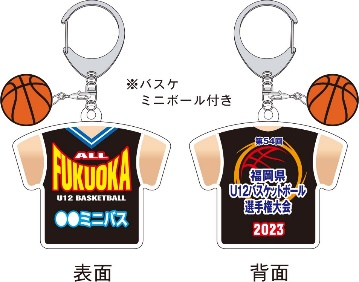 ※バスケ
ミニボール付き
ALL
FUKUOKA
U12 BASKETBALL
●●ミニバス
表面
第54回
福岡県
U12バスケットボール
選手権大会
2023
背面